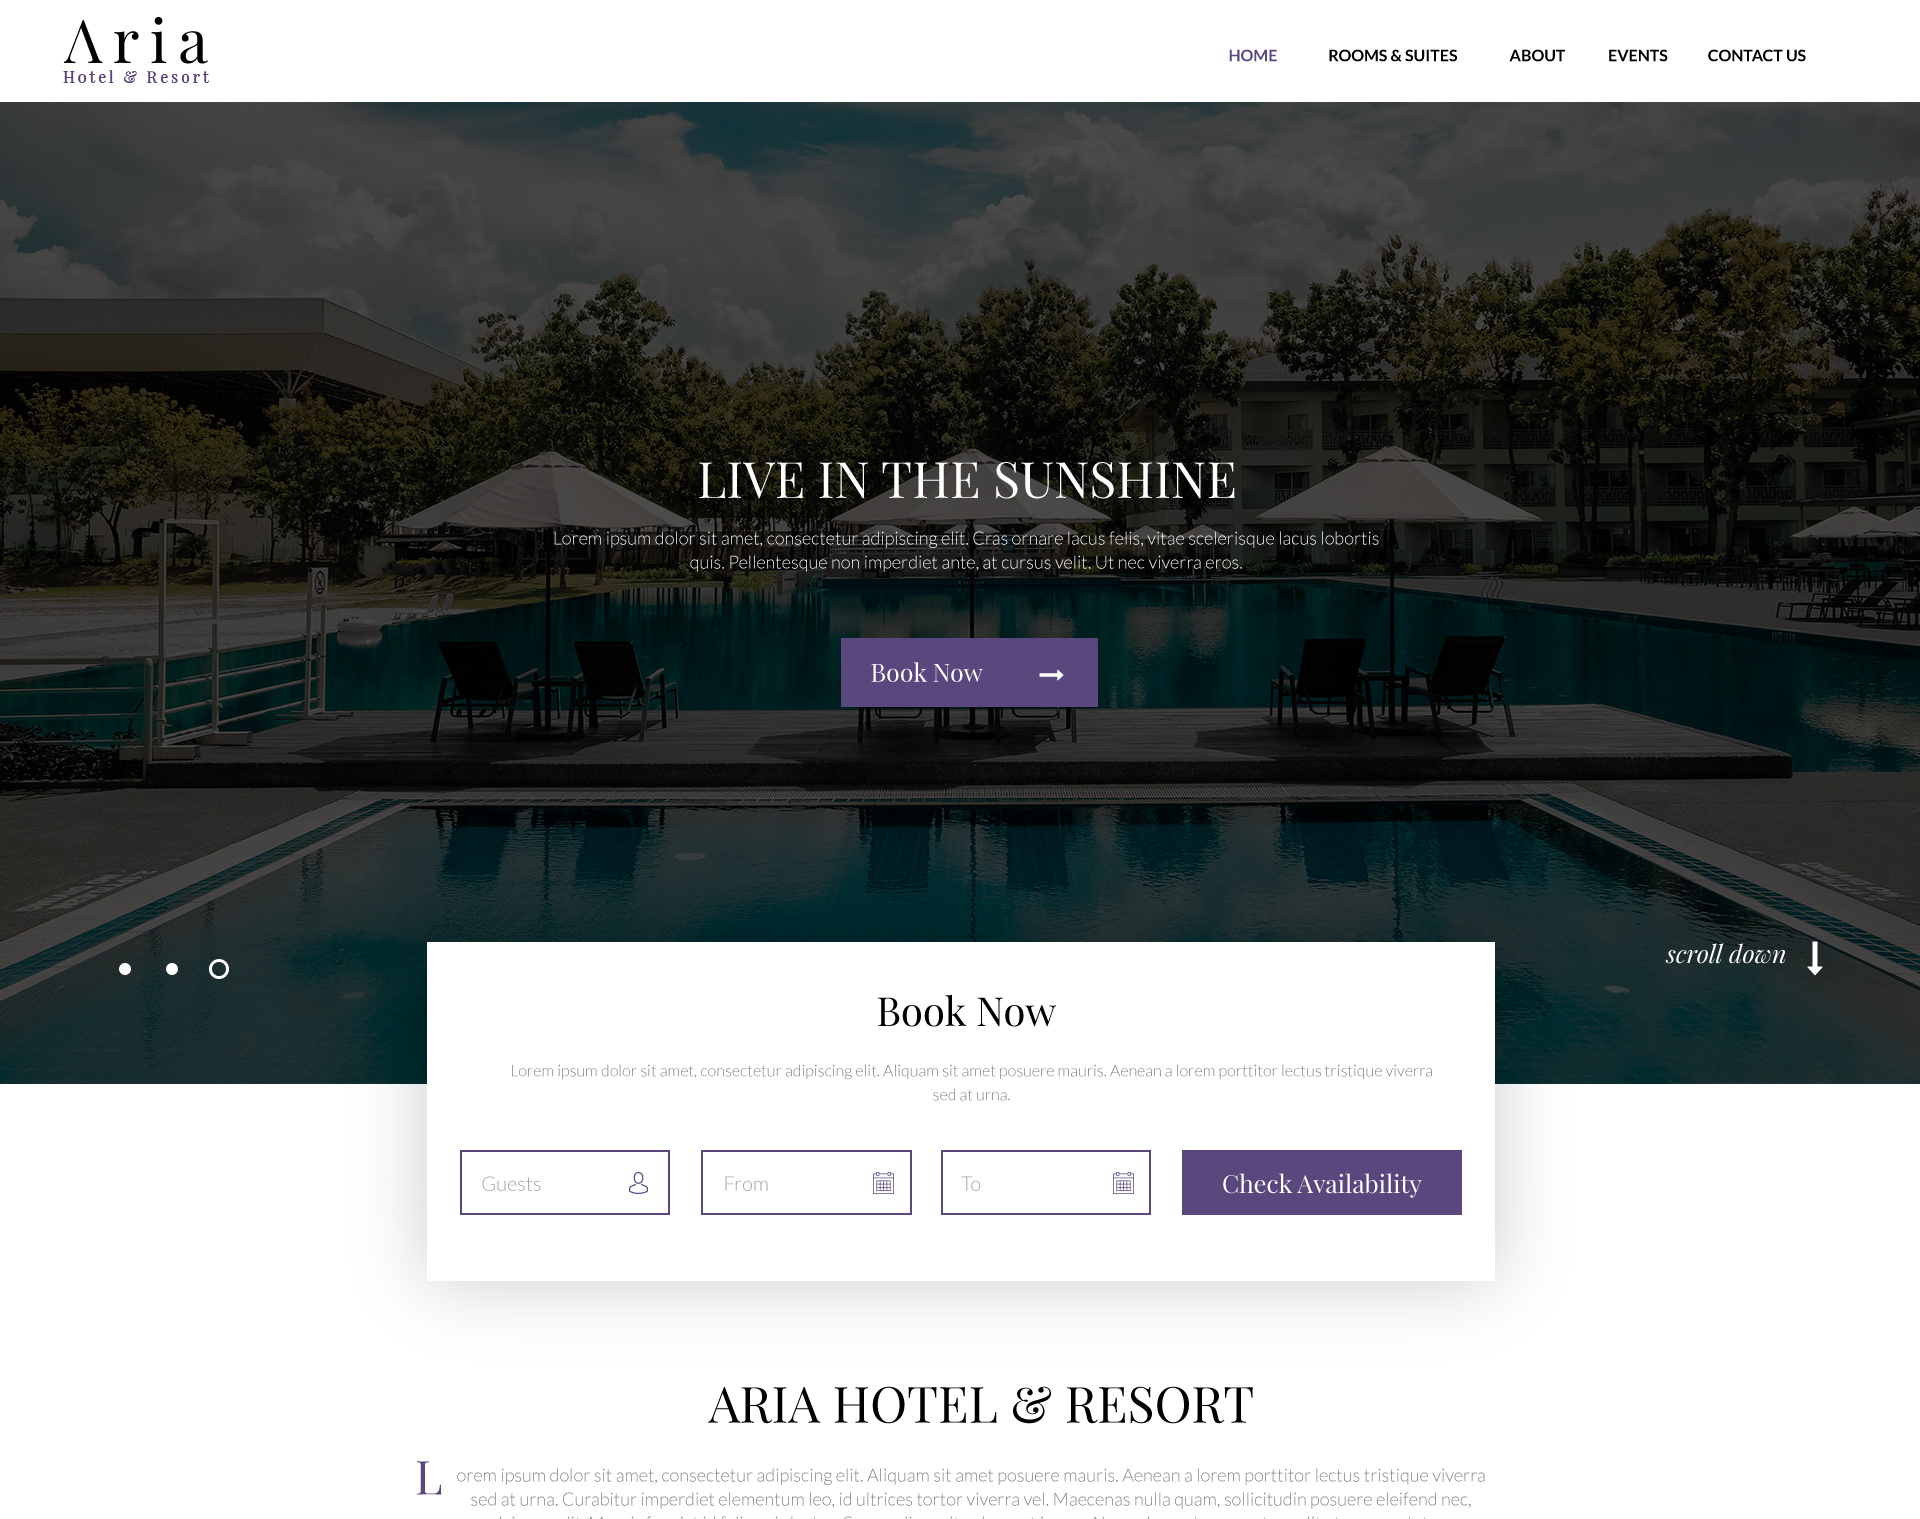 Aria
Hotel & Resort
HOME ROOMS & SUITES ABOUT EVENTS CONTACT US
LIVE IN THE SUNSHINE
Lorem ipsum dolor sit amet, consectetur adipiscing elit. Cras ornare lacus felis, vitae scelerisque lacus lobortis
quis. Pellentesque non imperdiet ante, at cursus velit. Ut nec viverra eros.
Book Now
scroll down
Book Now
Lorem ipsum dolor sit amet, consectetur adipiscing elit. Aliquam sit amet posuere mauris. Aenean a lorem porttitor lectus tristique viverra
sed at urna.
Guests From To Check Availability
ARIA HOTEL & RESORT
Lorem ipsum dolor sit amet, consectetur adipiscing elit. Aliquam sit amet posuere mauris. Aenean a lorem porttitor lectus tristique viverra
sed at urna. Curabitur imperdiet elementum leo, id ultrices tortor viverra vel. Maecenas nulla quam, sollicitudin posuere eleifend nec,